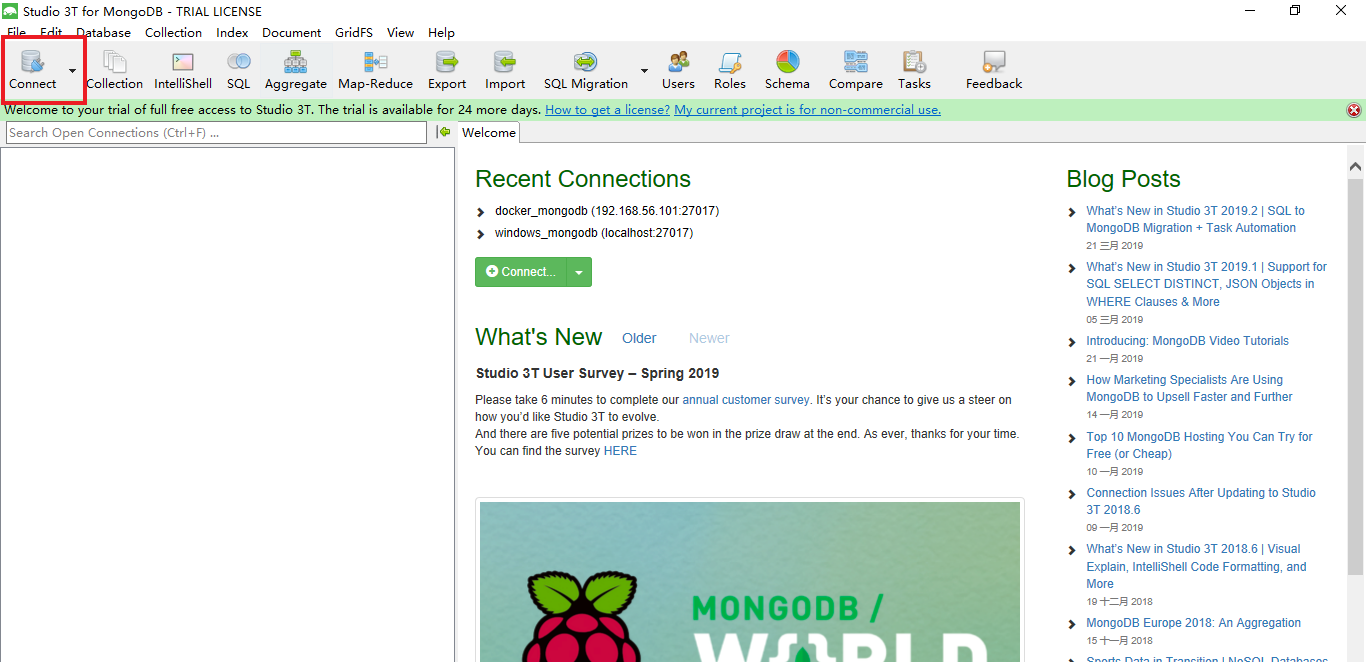 Studio 3T for MongoDB - TRIAL LICENSE
File Edit Database Collection Index Document GridFS View Help
Connect Collection IntelliShell SQL Aggregate Map-Reduce Export Import SQL Migration Users Roles Schema Compare Tasks Feedback
Welcome to your trial of full free access to Studio 3T. The trial is available for 24 more days. How to get a license? My current project is for non-commercial use.
Search Open Connections (Ctrl+F) ...
Welcome
Recent Connections
docker_mongodb (192.168.56.101:27017)
windows_mongodb (localhost:27017)
Connect...
What's New Older Newer
Studio 3T User Survey – Spring 2019
Please take 6 minutes to complete our annual customer survey. It’s your chance to give us a steer on
how you’d like Studio 3T to evolve.
And there are five potential prizes to be won in the prize draw at the end. As ever, thanks for your time.
You can find the survey HERE
MONGODB /
W{}RLD
Blog Posts
What’s New in Studio 3T 2019.2 | SQL to
MongoDB Migration + Task Automation
21 三月 2019
What’s New in Studio 3T 2019.1 | Support for
SQL SELECT DISTINCT, JSON Objects in
WHERE Clauses & More
05 三月 2019
Introducing: MongoDB Video Tutorials
21 一月 2019
How Marketing Specialists Are Using
MongoDB to Upsell Faster and Further
14 一月 2019
Top 10 MongoDB Hosting You Can Try for
Free (or Cheap)
10 一月 2019
Connection Issues After Updating to Studio
3T 2018.6
09 一月 2019
What’s New in Studio 3T 2018.6 | Visual
Explain, IntelliShell Code Formatting, and
More
19 十二月 2018
MongoDB Europe 2018: An Aggregation
15 十一月 2018
Sports Data in Transition | NoSQL Databases